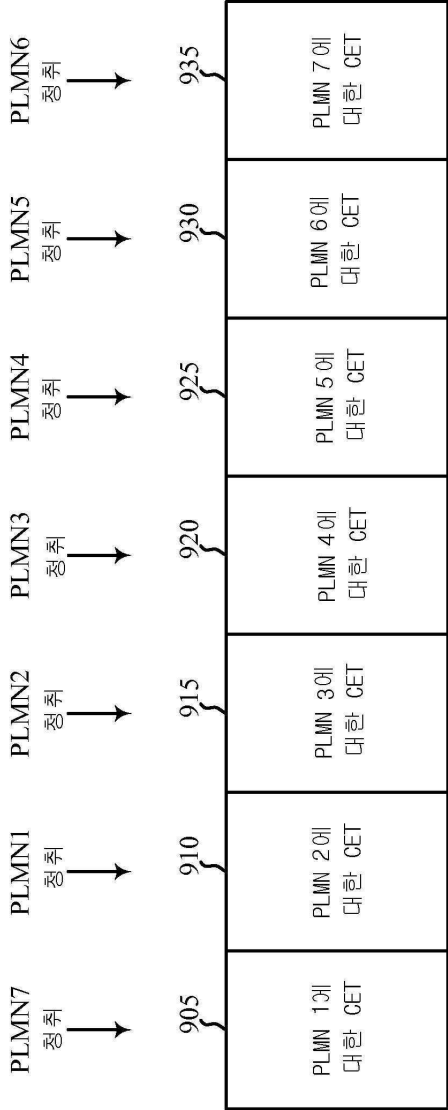 PLMN7
청취
PLMN1
청취
PLMN2
청취
PLMN3
청취
PLMN4
청취
PLMN5
청취
PLMN6
청취
905
910
915
920
925
930
935
PLMN 1에
대한 CET
PLMN 2에
대한 CET
PLMN 3에
대한 CET
PLMN 4에
대한 CET
PLMN 5에
대한 CET
PLMN 6에
대한 CET
PLMN 7에
대한 CET